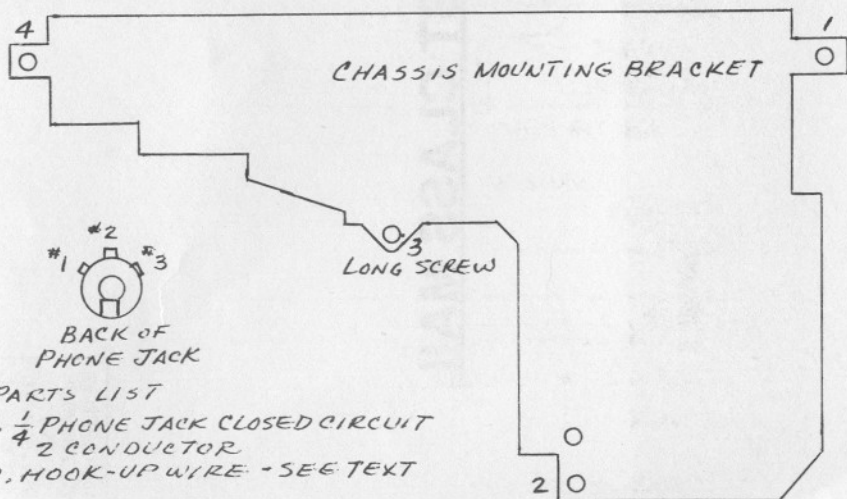 4
1
CHASSIS MOUNTING BRACKET
3
LONG SCREW
#1
#2
#3
BACK OF
PHONE JACK
PARTS LIST
1/4 PHONE JACK CLOSED CIRCUIT
2 CONDUCTOR
HOOK-UP WIRE - SEE TEXT
2